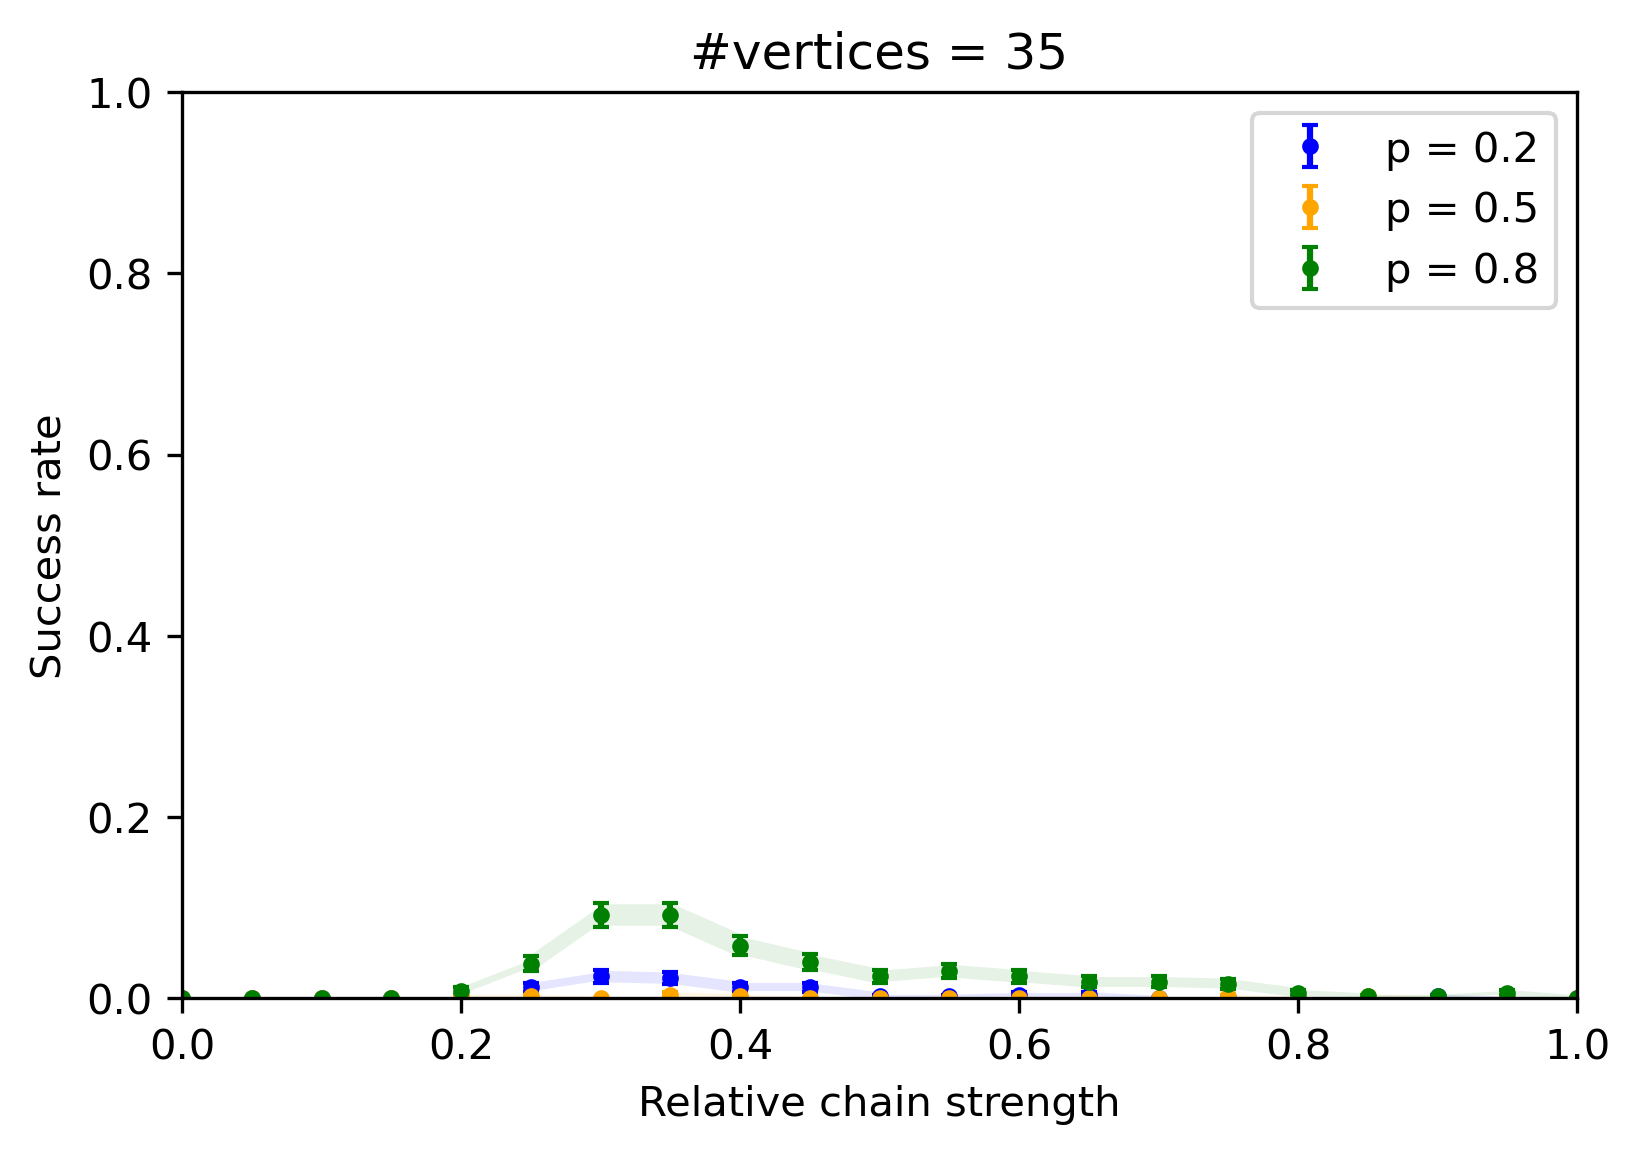 #vertices = 35
1.0
0.8
0.6
0.4
0.2
0.0
Success rate
p = 0.2
p = 0.5
p = 0.8
0.0 0.2 0.4 0.6 0.8 1.0
Relative chain strength